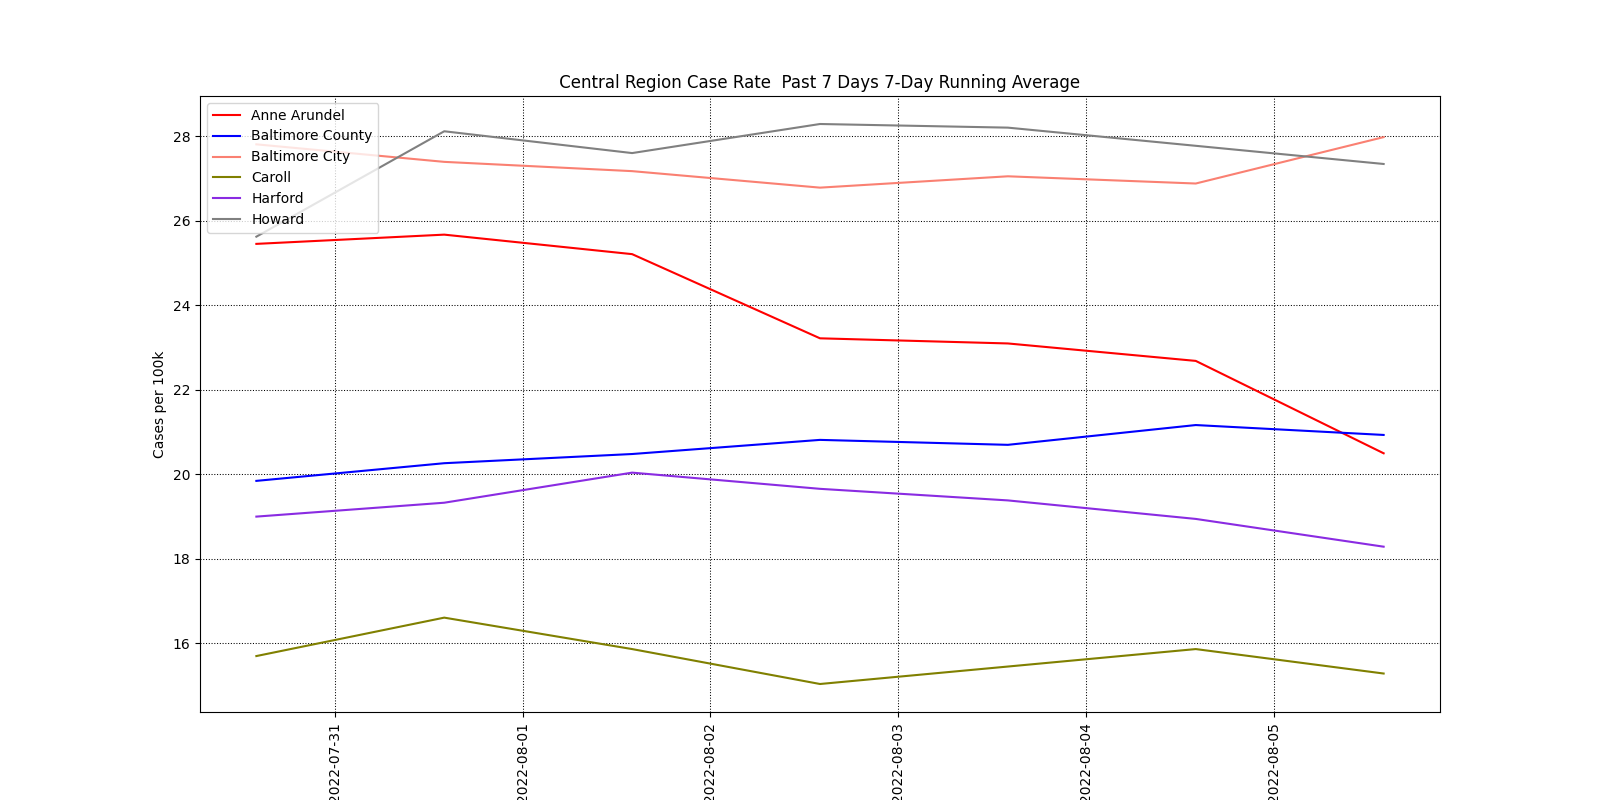 Central Region Case Rate  Past 7 Days 7-Day Running Average
Anne Arundel
Baltimore County
Baltimore City
Caroll
Harford
Howard
Cases per 100k
28
26
24
22
20
18
16
2022-07-31
2022-08-01
2022-08-02
2022-08-03
2022-08-04
2022-08-05